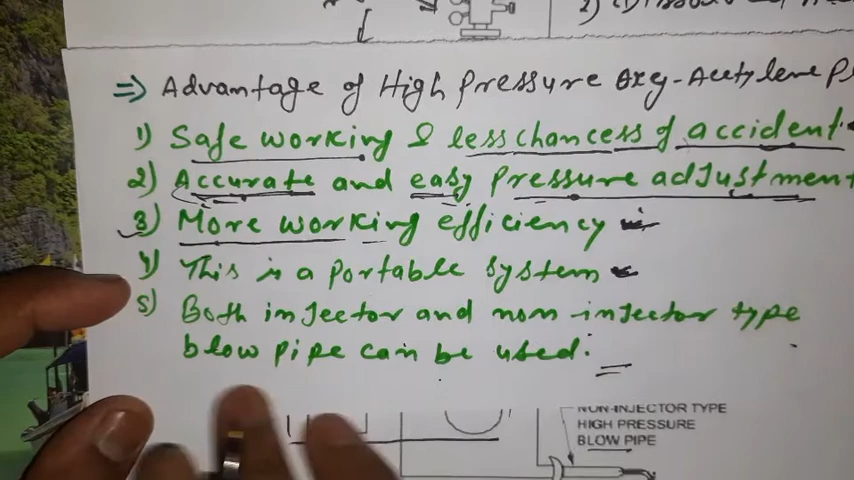 2)
=> Advantage of High Pressure Oxy-Acetylene
1) Safe working & less chancess of accident
2) Accurate and easy pressure adjustment
3) More working efficiency
4) This is a portable system
5) Both injector and non-injector type
blow pipe can be used.
NON-INJECTOR TYPE
HIGH PRESSURE
BLOW PIPE